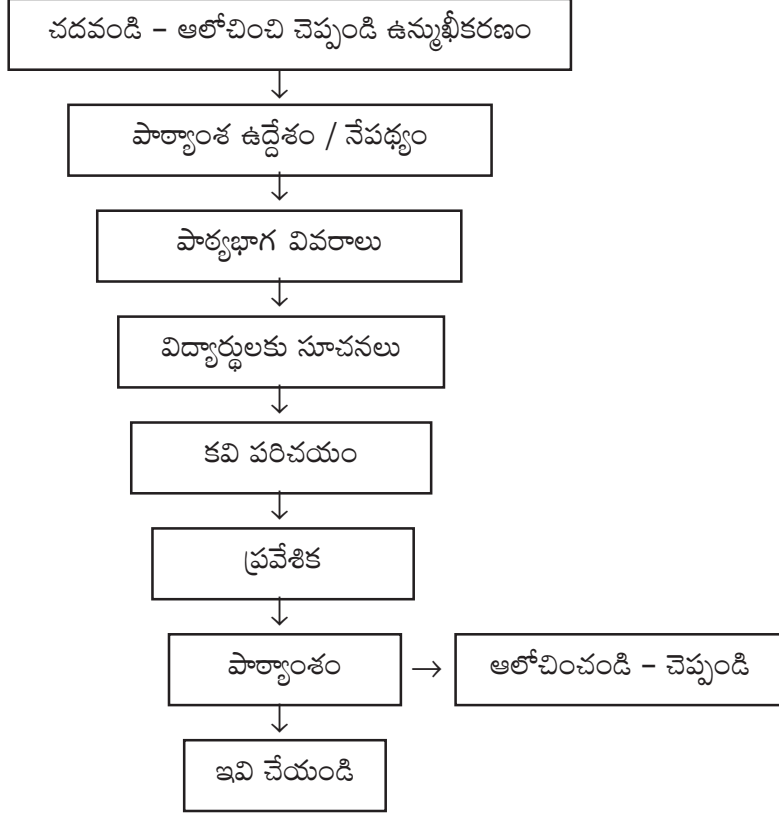 చదవండి – ఆలోచించి చెప్పండి ఉన్ముఖీకరణం
పాఠ్యాంశ ఉద్దేశం / నేపథ్యం
పాఠ్యభాగ వివరాలు
విద్యార్థులకు సూచనలు
కవి పరిచయం
ప్రవేశిక
పాఠ్యాంశం → ఆలోచించండి – చెప్పండి
ఇవి చేయండి